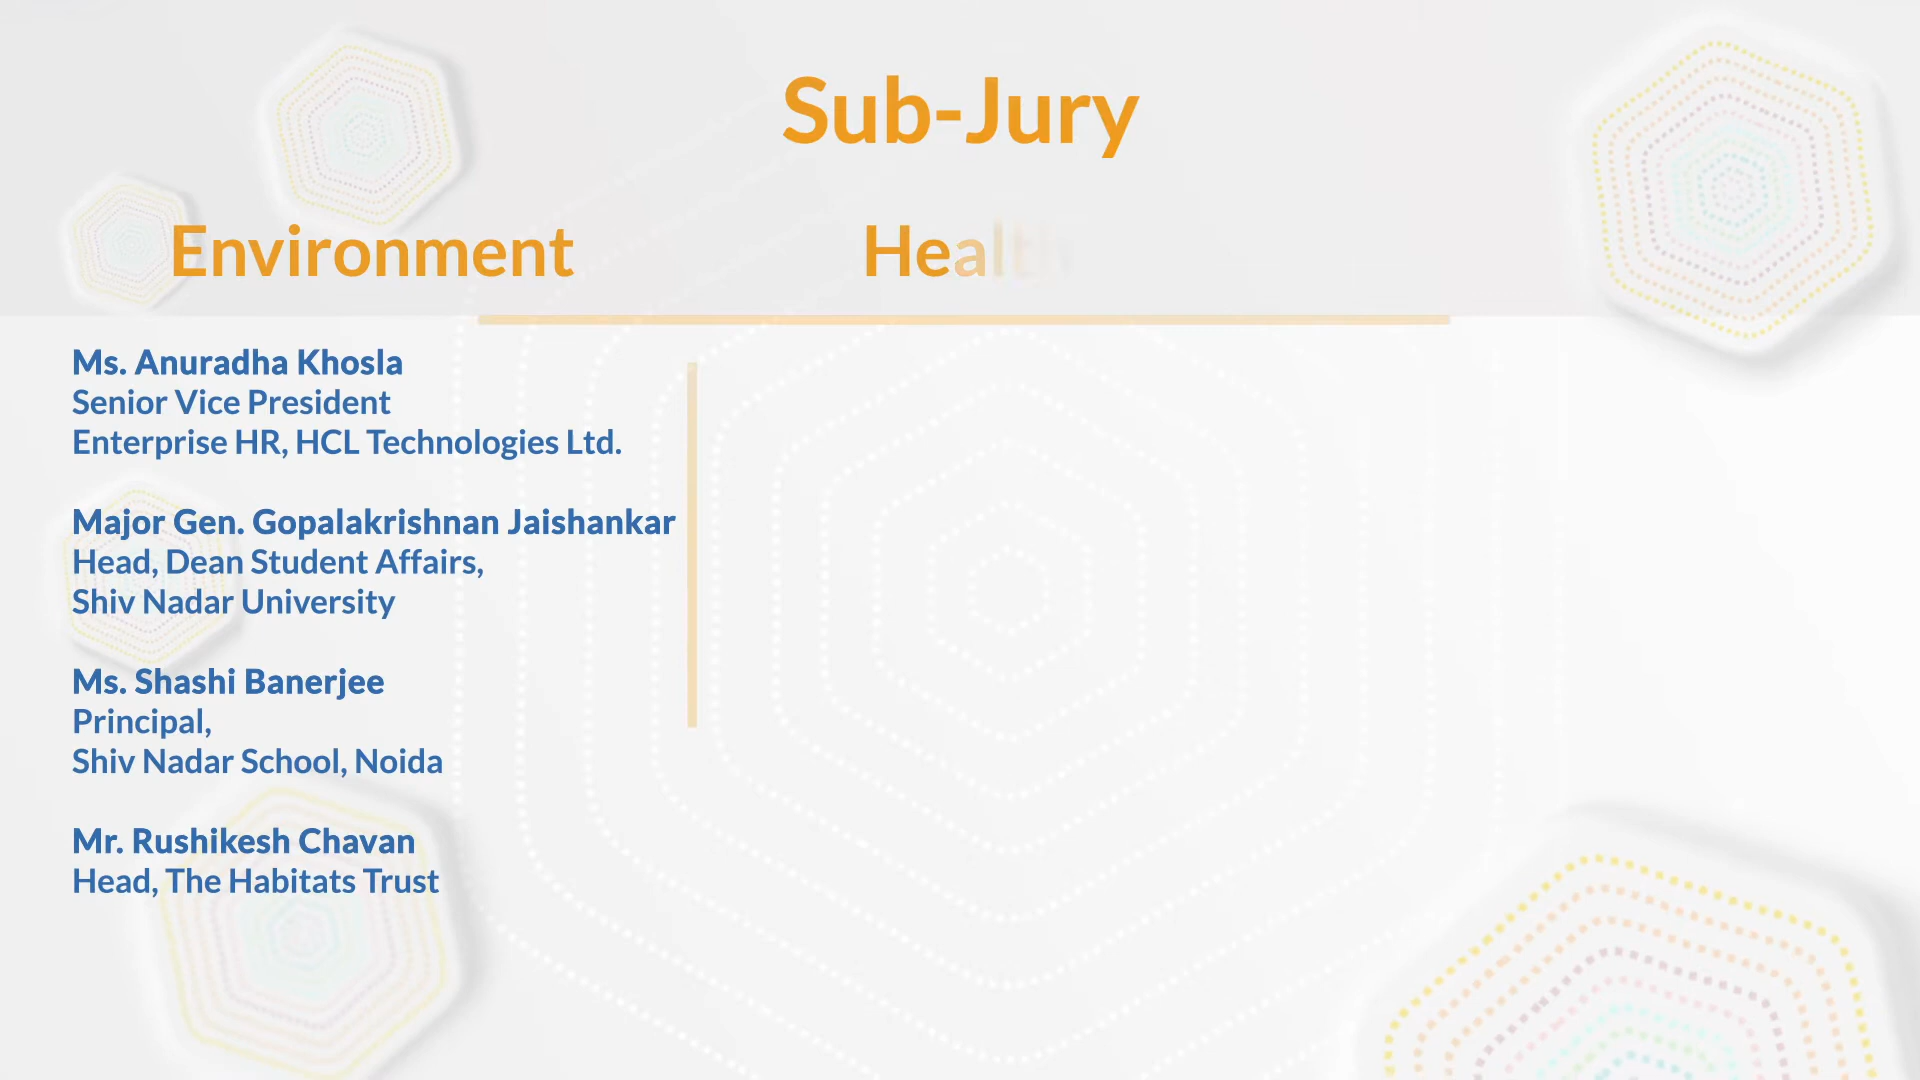 Sub-Jury
Environment
Health
Ms. Anuradha Khosla
Senior Vice President
Enterprise HR, HCL Technologies Ltd.
Major Gen. Gopalakrishnan Jaishankar
Head, Dean Student Affairs,
Shiv Nadar University
Ms. Shashi Banerjee
Principal,
Shiv Nadar School, Noida
Mr. Rushikesh Chavan
Head, The Habitats Trust